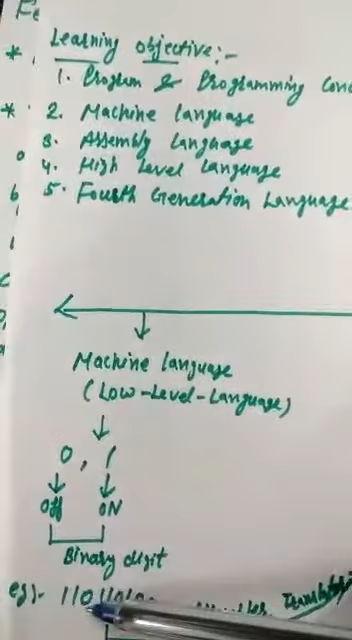 Learning objective:-
1. Program & Programming
2. Machine language
3. Assembly language
4. High Level Language
5. Fourth Generation Language
Machine language
(Low-Level-Language)
0, 1
Off ON
Binary digit
eg:-